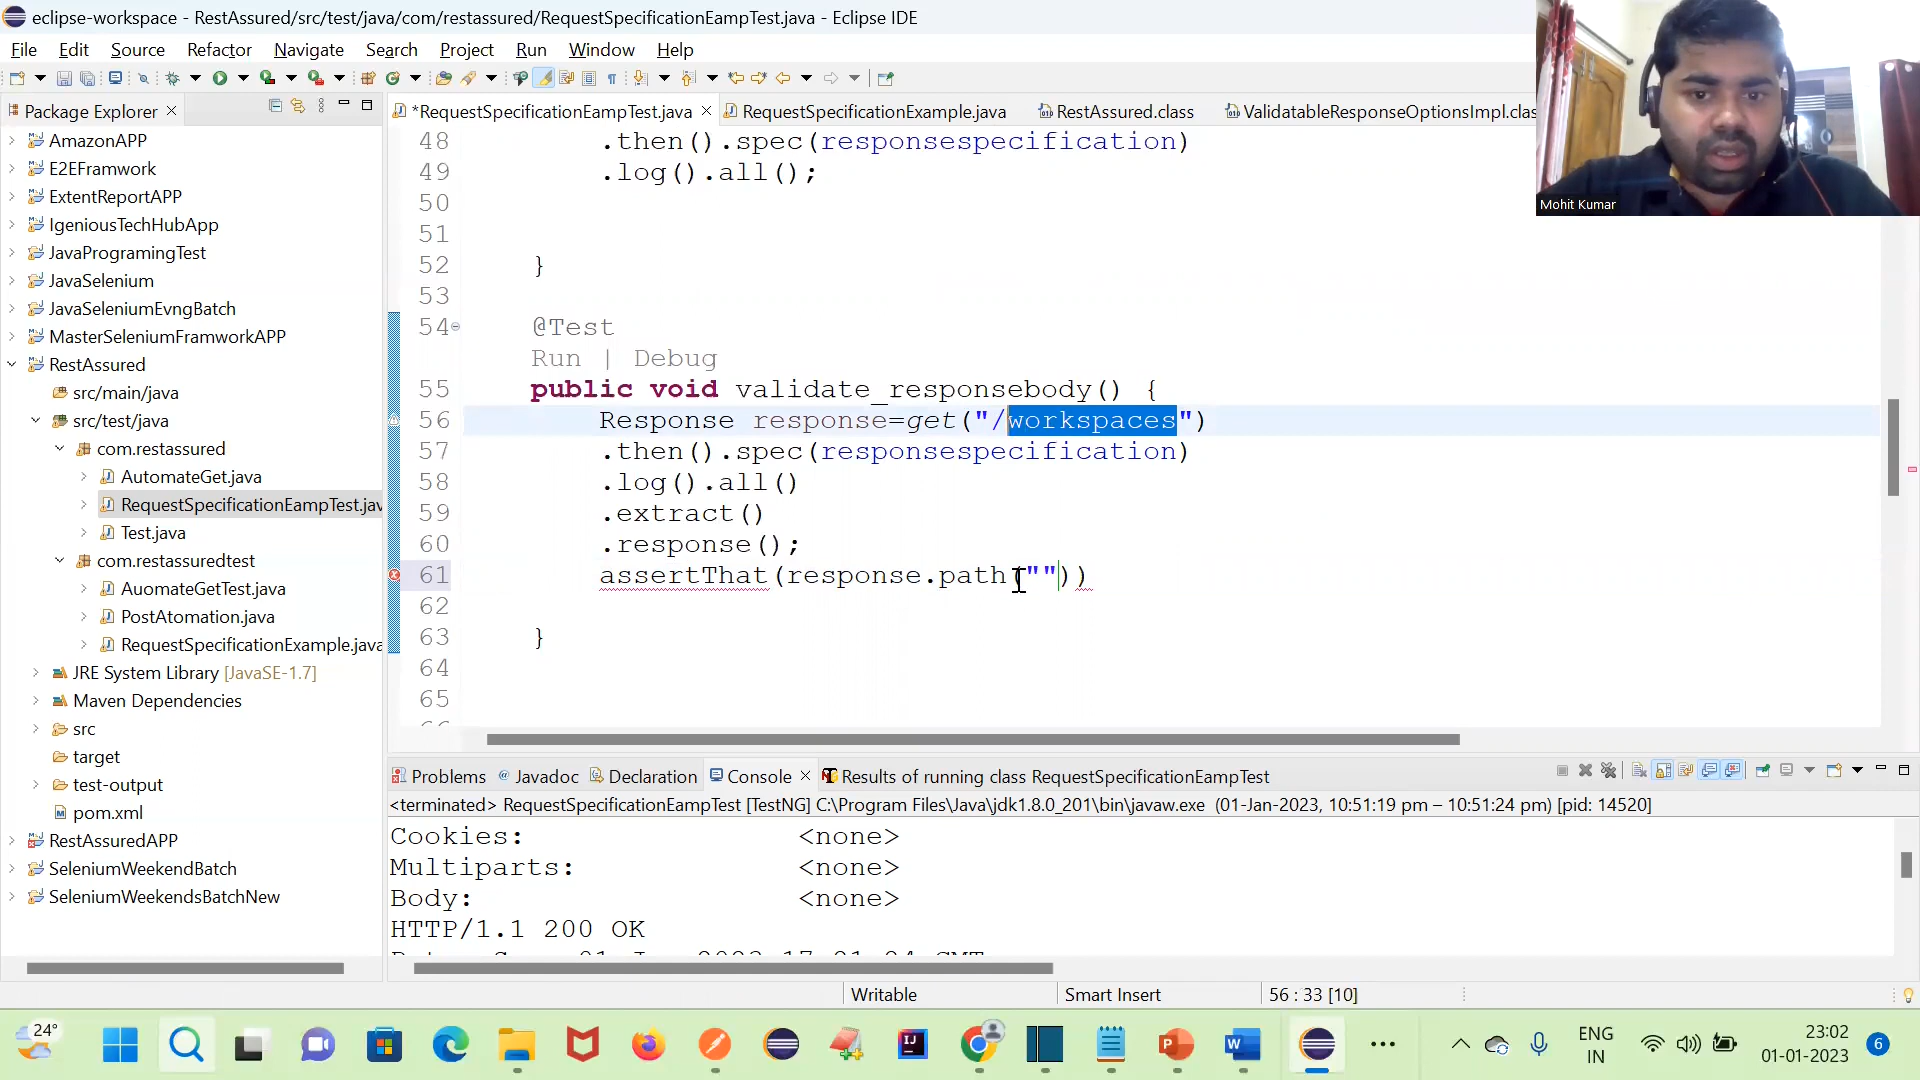 eclipse-workspace - RestAssured/src/test/java/com/restassured/RequestSpecificationEampTest.java - Eclipse IDE
File Edit Source Refactor Navigate Search Project Run Window Help
Package Explorer
*RequestSpecificationEampTest.java RequestSpecificationExample.java RestAssured.class ValidatableResponseOptionsImpl.clas
AmazonAPP
E2EFramwork
ExtentReportAPP
IgeniousTechHubApp
JavaProgramingTest
JavaSelenium
JavaSeleniumEvngBatch
MasterSeleniumFramworkAPP
RestAssured
src/main/java
src/test/java
com.restassured
AutomateGet.java
RequestSpecificationEampTest.jav
Test.java
com.restassuredtest
AuomateGetTest.java
PostAtomation.java
RequestSpecificationExample.java
JRE System Library [JavaSE-1.7]
Maven Dependencies
src
target
test-output
pom.xml
RestAssuredAPP
SeleniumWeekendBatch
SeleniumWeekendsBatchNew
48 .then().spec(responsespecification)
49 .log().all();
50
51
52 }
53
54 @Test
Run | Debug
55 public void validate_responsebody() {
56 Response response=get("/workspaces")
57 .then().spec(responsespecification)
58 .log().all()
59 .extract()
60 .response();
61 assertThat(response.path(""))
62
63 }
64
65
Mohit Kumar
Problems Javadoc Declaration Console Results of running class RequestSpecificationEampTest
<terminated> RequestSpecificationEampTest [TestNG] C:\Program Files\Java\jdk1.8.0_201\bin\javaw.exe (01-Jan-2023, 10:51:19 pm – 10:51:24 pm) [pid: 14520]
Cookies: <none>
Multiparts: <none>
Body: <none>
HTTP/1.1 200 OK
Writable Smart Insert 56 : 33 [10]
24°
ENG
IN
23:02
01-01-2023
6